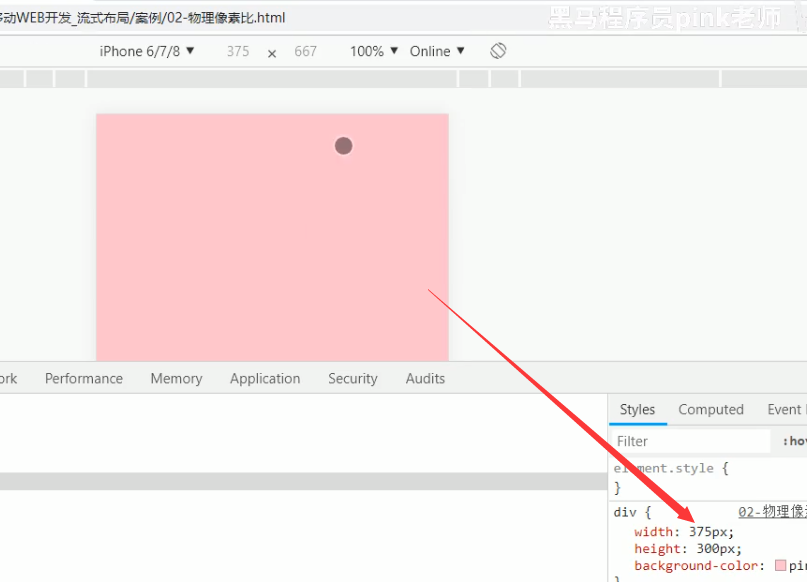 移动WEB开发_流式布局/案例/02-物理像素比.html
黑马程序员pink老师
iPhone 6/7/8 ▼ 375 × 667 100% ▼ Online ▼
Performance Memory Application Security Audits
Styles Computed Event
Filter :hov
element.style {
}
div { 02-物理像
width: 375px;
height: 300px;
background-color: pin
}